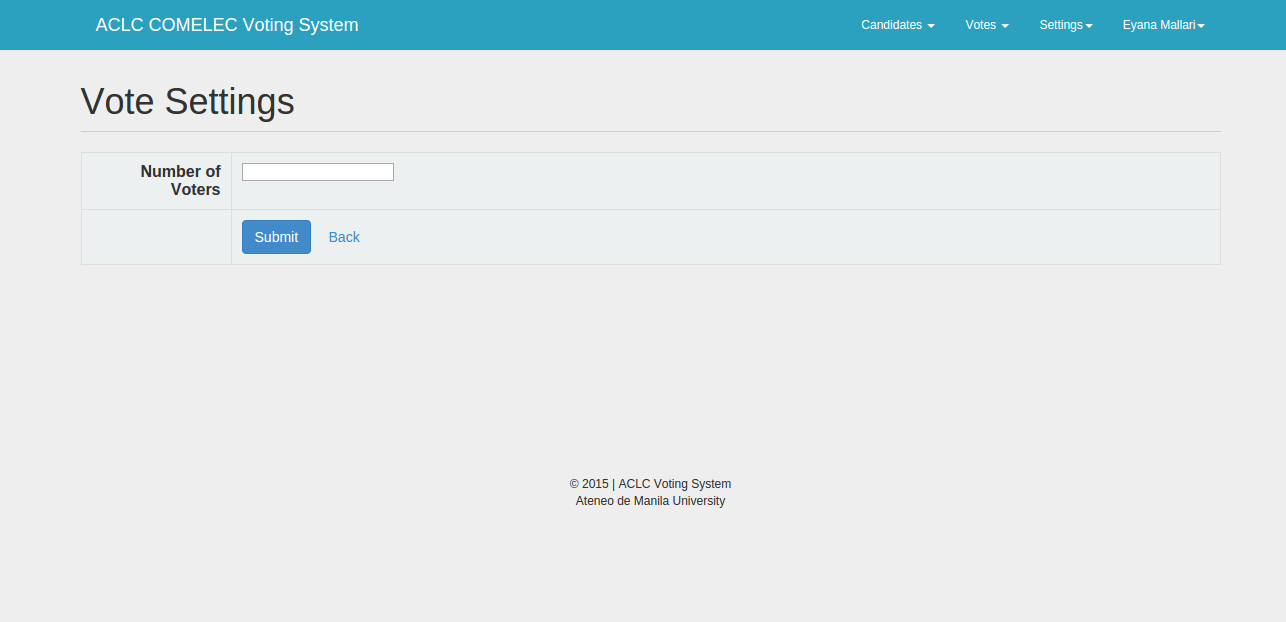 ACLC COMELEC Voting System
Candidates
Votes
Settings
Eyana Mallari
Vote Settings
Number of
Voters
Submit
Back
© 2015 | ACLC Voting System
Ateneo de Manila University